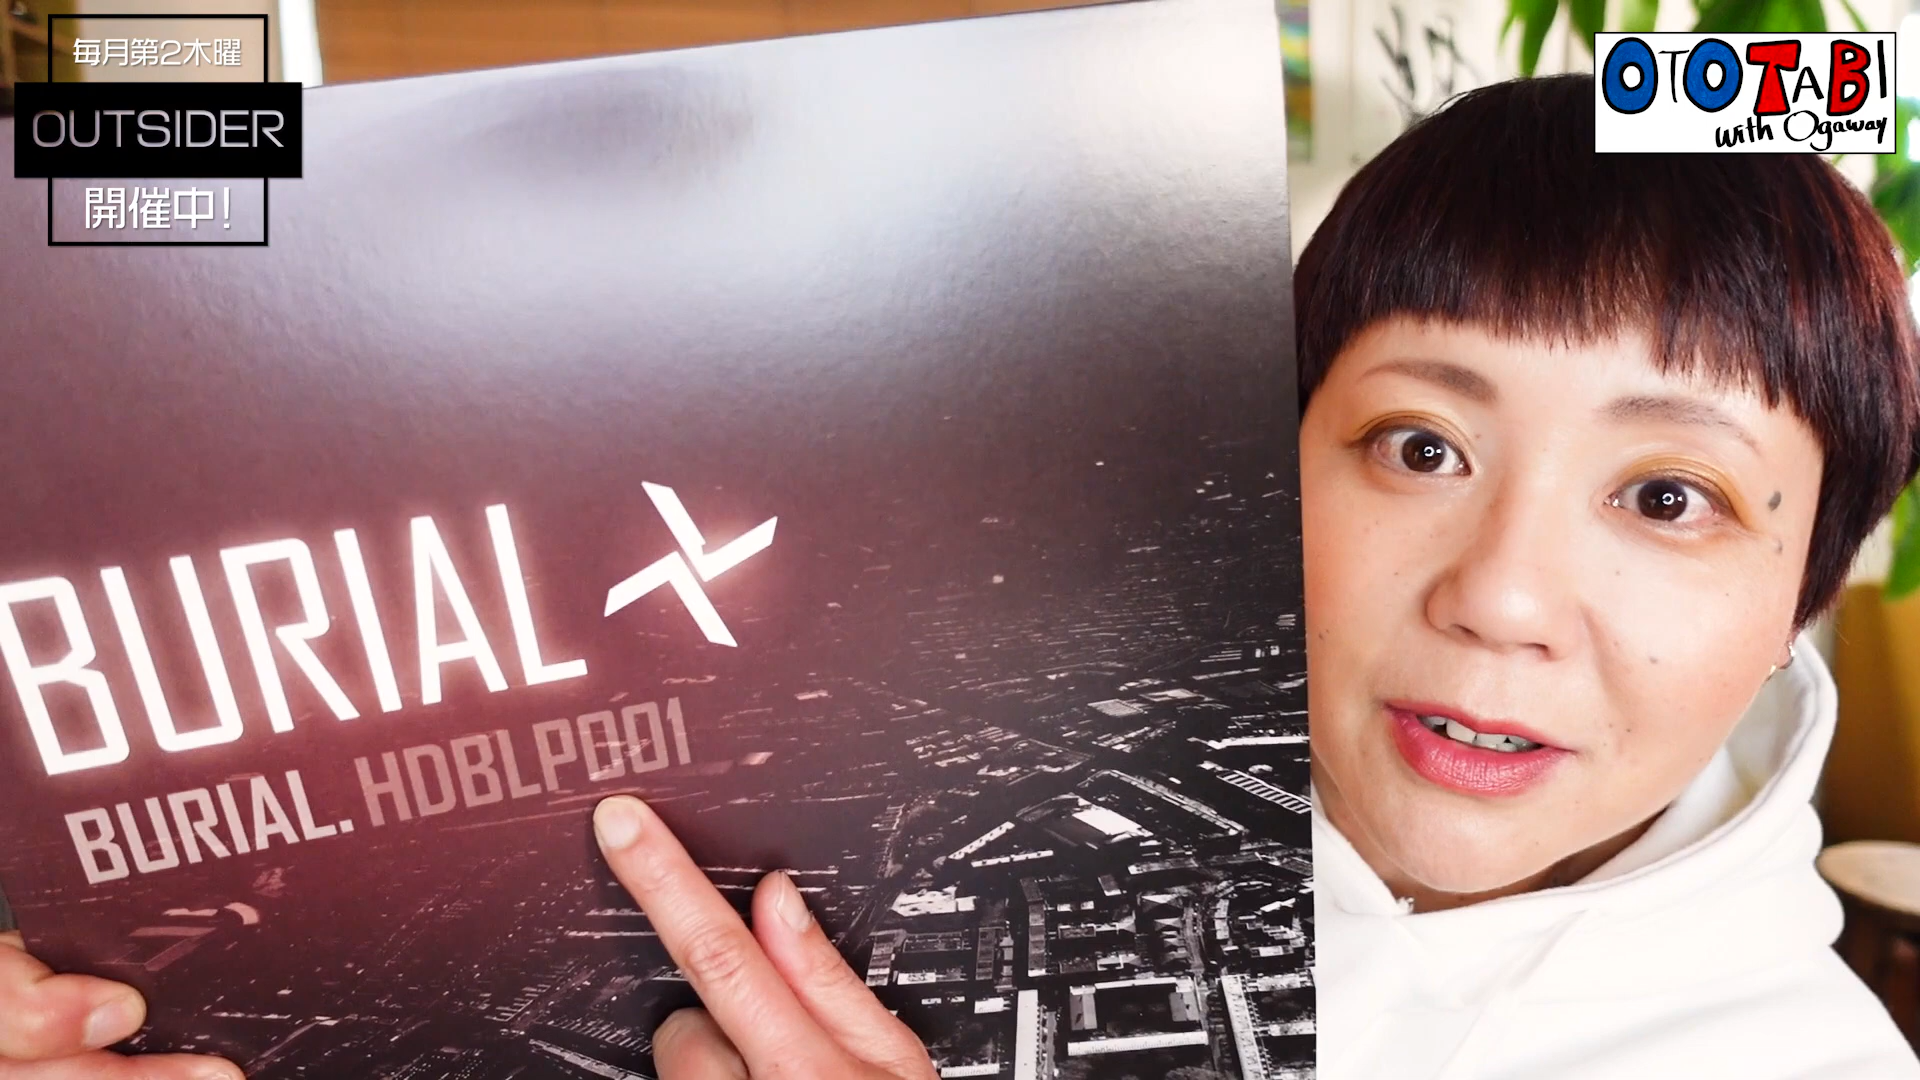 毎月第2木曜
OUTSIDER
開催中!
OTOTABI
with Ogaway
BURIAL
BURIAL. HDBLP001